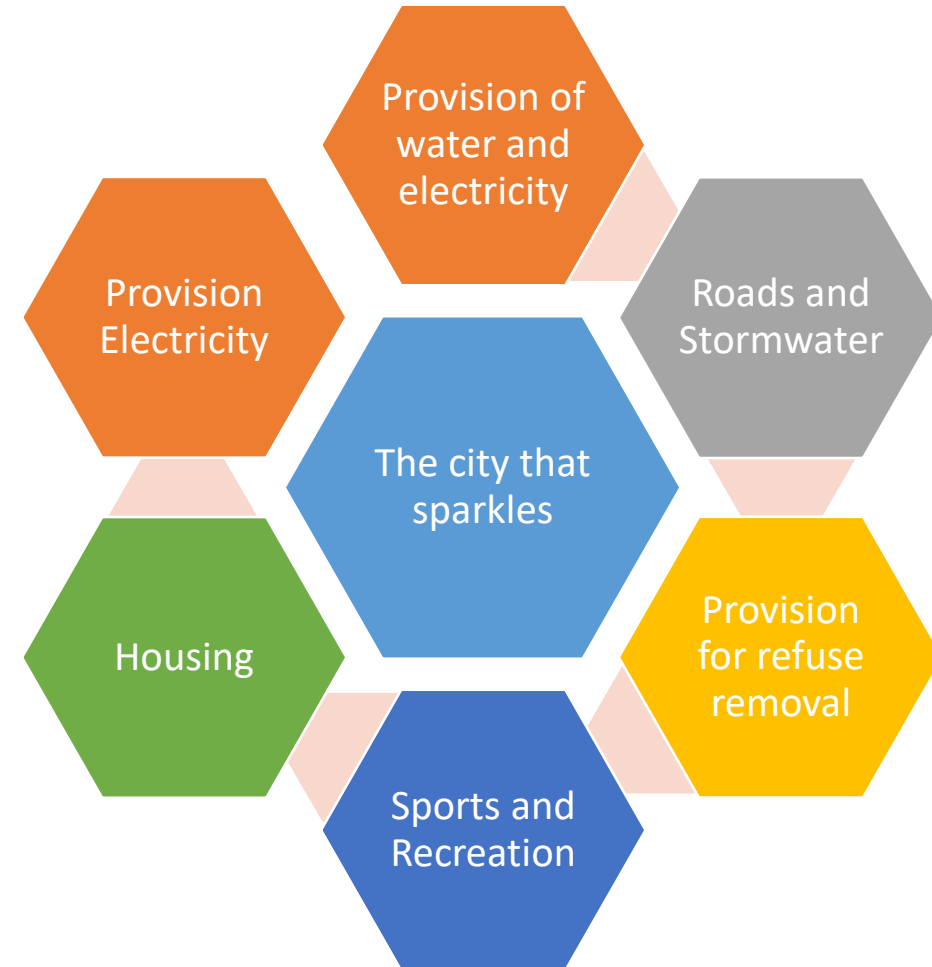 Provision of
water and
electricity
Roads and
Stormwater
Provision
for refuse
removal
Sports and
Recreation
Housing
Provision
Electricity
The city that
sparkles